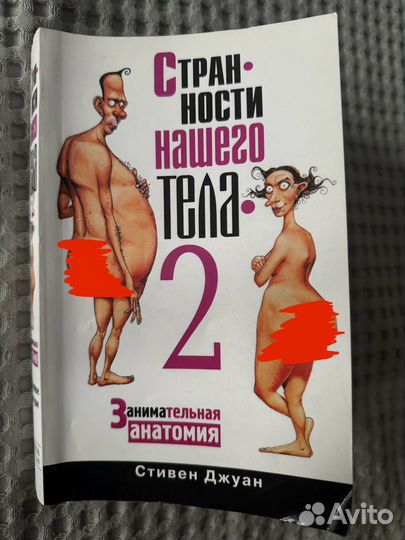 Стран·
ности
нашего
тела·
2
Занимательная
анатомия
Стивен Джуан
Avito